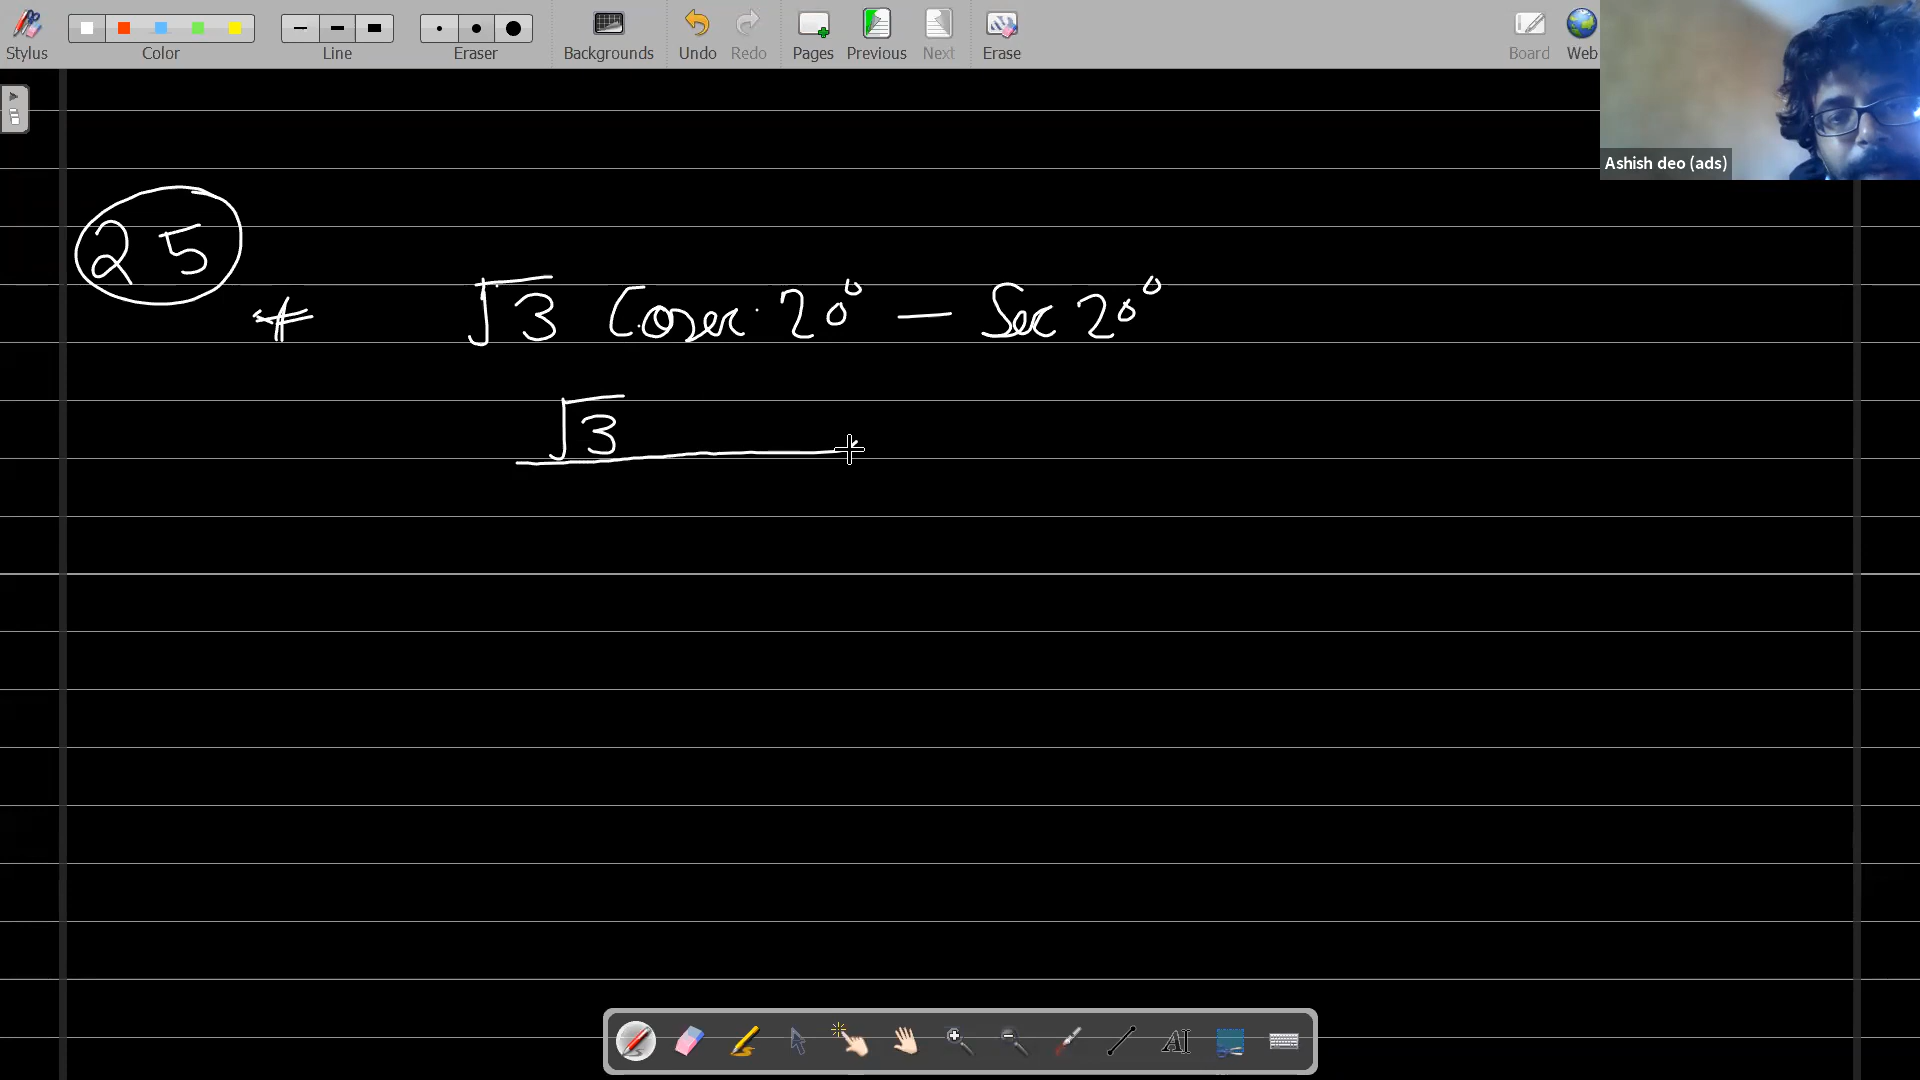 Stylus Color Line Eraser Backgrounds Undo Redo Pages Previous Next Erase Board Web
Ashish deo (ads)
25
* √3 Cosec 20° — Sec 20°
√3